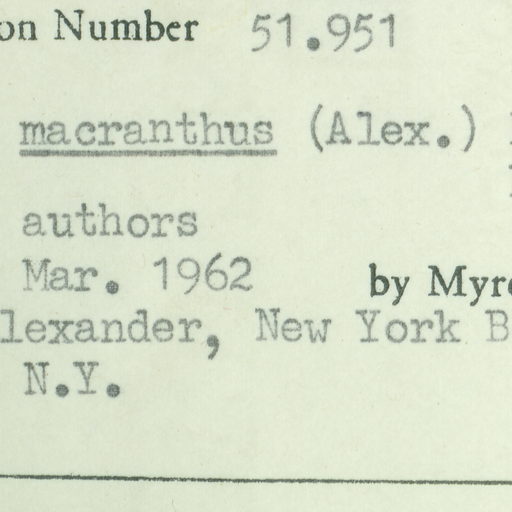 on Number 51.951
macranthus (Alex.)
authors
Mar. 1962 by Myr
lexander, New York B
N.Y.